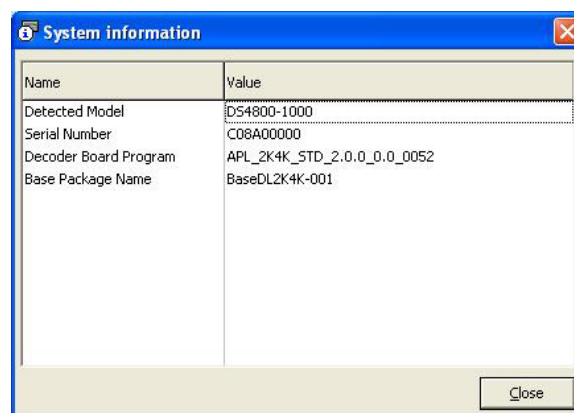 System information
Name Value
Detected Model DS4800-1000
Serial Number C08A00000
Decoder Board Program APL_2K4K_STD_2.0.0_0.0_0052
Base Package Name BaseDL2K4K-001
Close